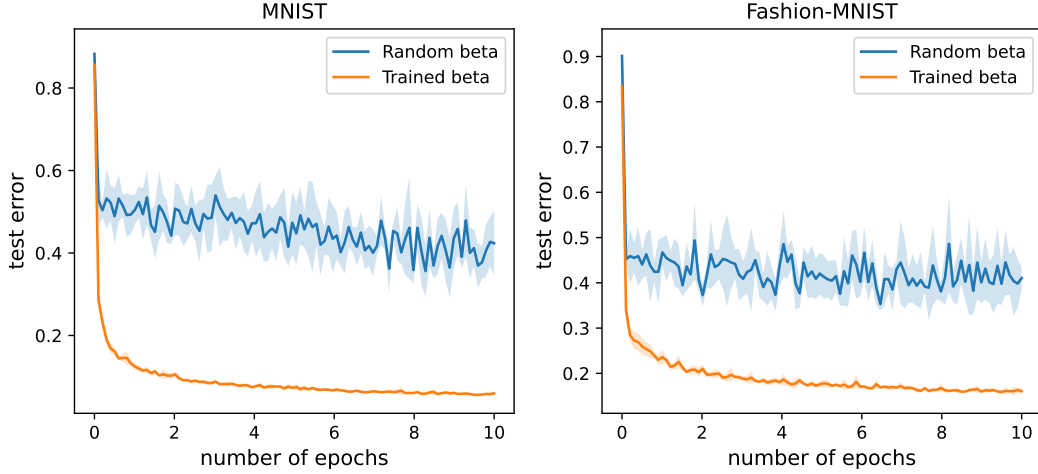 MNIST
test error
0.8
0.6
0.4
0.2
Random beta
Trained beta
0 2 4 6 8 10
number of epochs
Fashion-MNIST
test error
0.9
0.8
0.7
0.6
0.5
0.4
0.3
0.2
Random beta
Trained beta
0 2 4 6 8 10
number of epochs